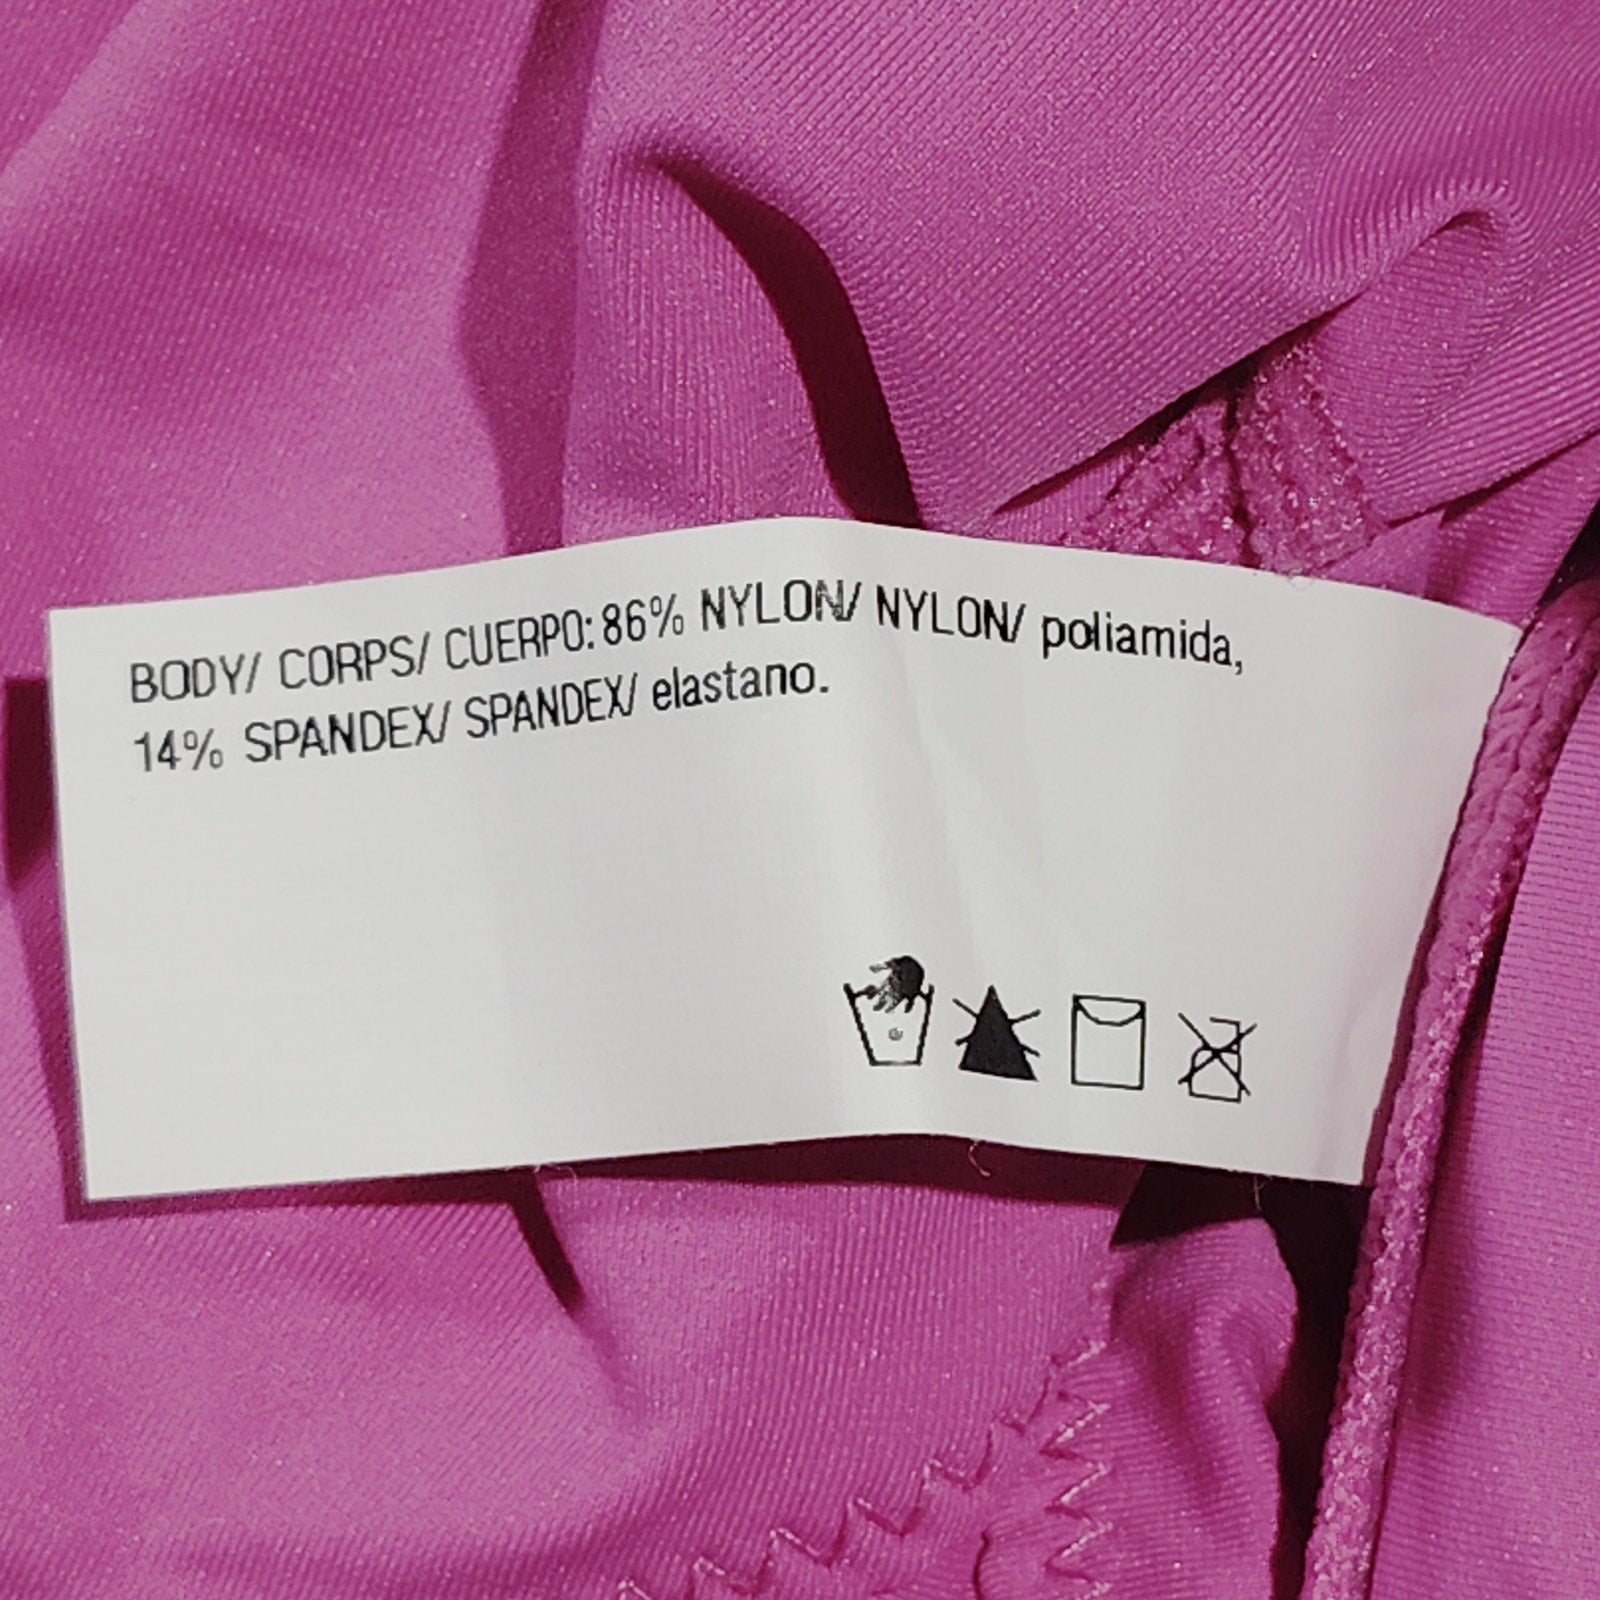 BODY/ CORPS/ CUERPO: 86% NYLON/ NYLON/ poliamida,
14% SPANDEX/ SPANDEX/ elastano.